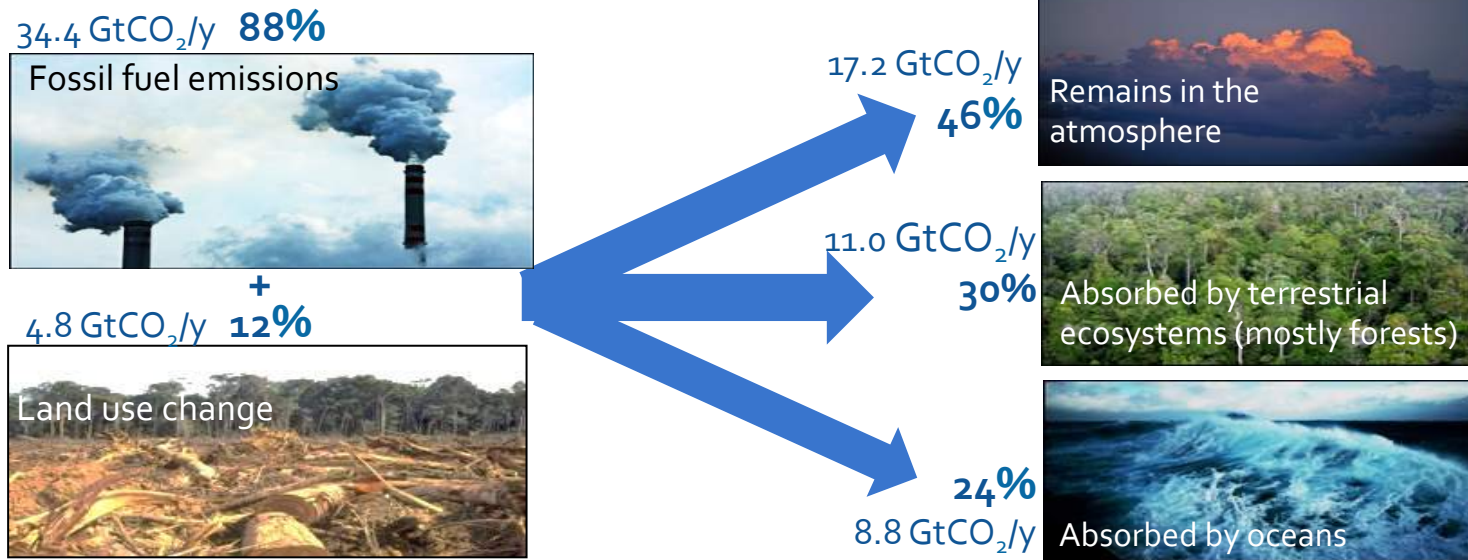 34.4 GtCO₂/y 88%
Fossil fuel emissions
+
4.8 GtCO₂/y 12%
Land use change
17.2 GtCO₂/y
46%
Remains in the
atmosphere
11.0 GtCO₂/y
30%
Absorbed by terrestrial
ecosystems (mostly forests)
24%
8.8 GtCO₂/y
Absorbed by oceans